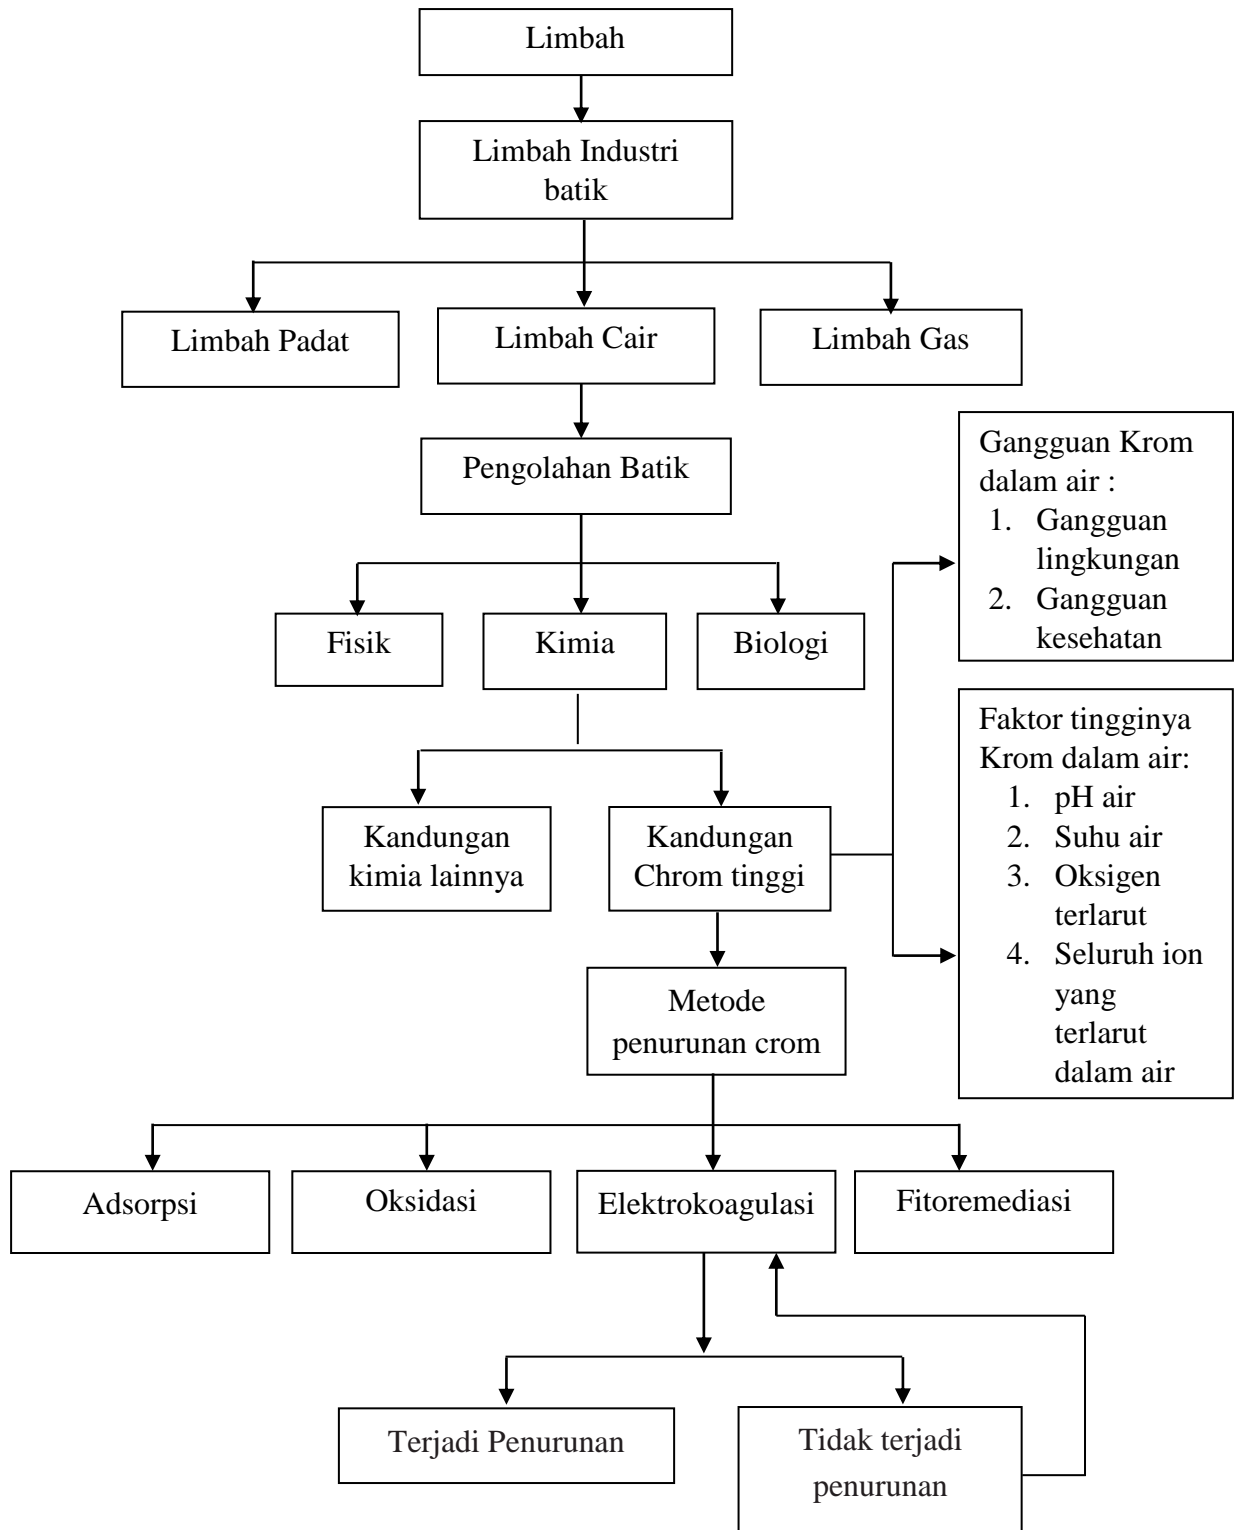 Limbah
Limbah Industri
batik
Limbah Padat
Limbah Cair
Limbah Gas
Pengolahan Batik
Gangguan Krom
dalam air :
1. Gangguan
lingkungan
2. Gangguan
kesehatan
Fisik
Kimia
Biologi
Faktor tingginya
Krom dalam air:
1. pH air
2. Suhu air
3. Oksigen
terlarut
4. Seluruh ion
yang
terlarut
dalam air
Kandungan
kimia lainnya
Kandungan
Chrom tinggi
Metode
penurunan crom
Adsorpsi
Oksidasi
Elektrokoagulasi
Fitoremediasi
Terjadi Penurunan
Tidak terjadi
penurunan